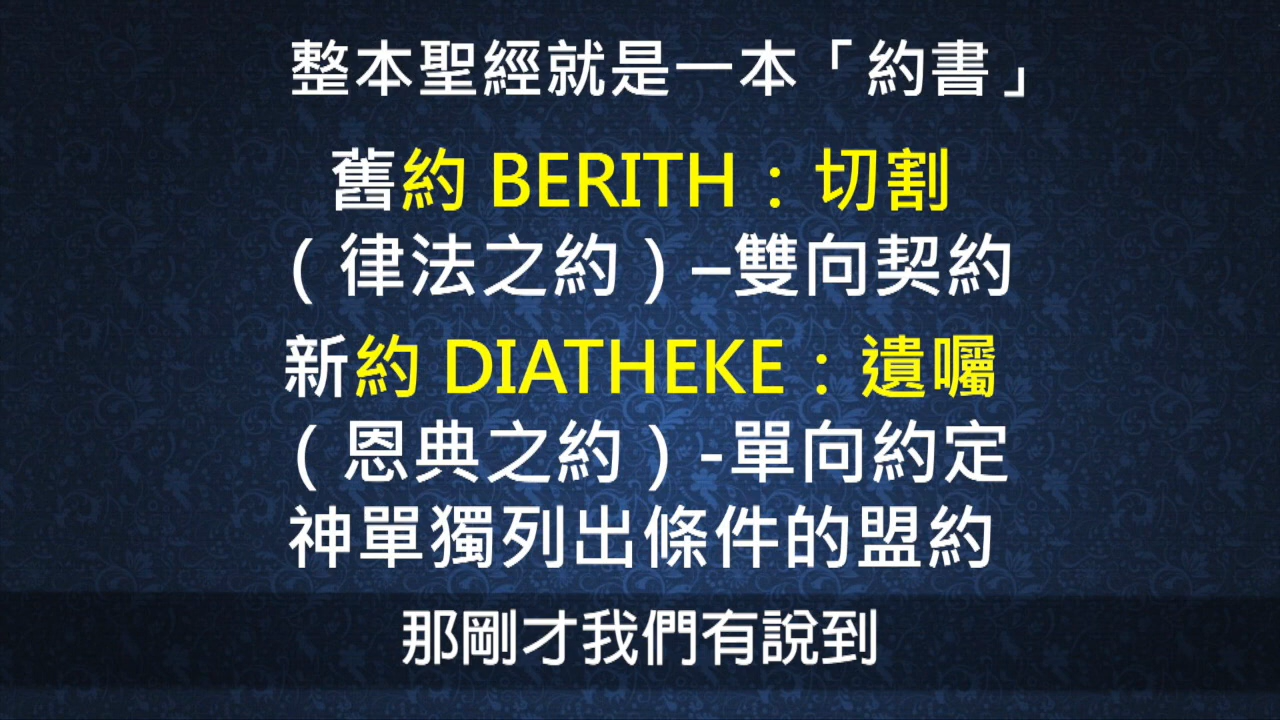 整本聖經就是一本「約書」
舊約 BERITH：切割
（律法之約）–雙向契約
新約 DIATHEKE：遺囑
（恩典之約）-單向約定
神單獨列出條件的盟約
那剛才我們有說到